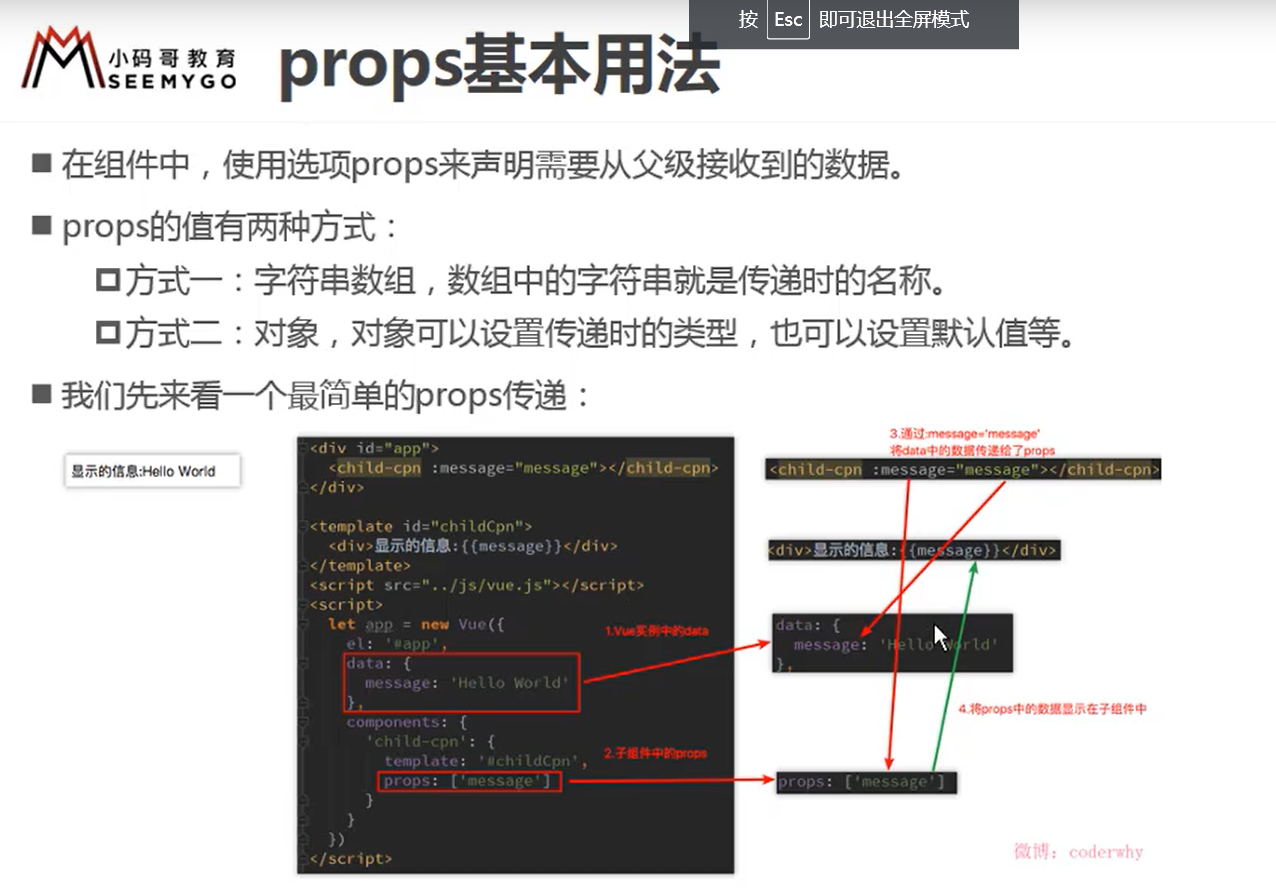 按 Esc 即可退出全屏模式
小码哥教育
SEEMYGO
props基本用法
在组件中，使用选项props来声明需要从父级接收到的数据。
props的值有两种方式：
方式一：字符串数组，数组中的字符串就是传递时的名称。
方式二：对象，对象可以设置传递时的类型，也可以设置默认值等。
我们先来看一个最简单的props传递：
显示的信息:Hello World
<div id="app">
<child-cpn :message="message"></child-cpn>
</div>
<template id="childCpn">
<div>显示的信息:{{message}}</div>
</template>
<script src="../js/vue.js"></script>
<script>
let app = new Vue({
el: '#app',
data: {
message: 'Hello World'
},
components: {
'child-cpn': {
template: '#childCpn',
props: ['message']
}
}
})
</script>
1.Vue实例中的data
2.子组件中的props
3.通过:message='message'
将data中的数据传递给了props
<child-cpn :message="message"></child-cpn>
<div>显示的信息:{{message}}</div>
data: {
message: 'Hello World'
},
4.将props中的数据显示在子组件中
props: ['message']
微博：coderwhy